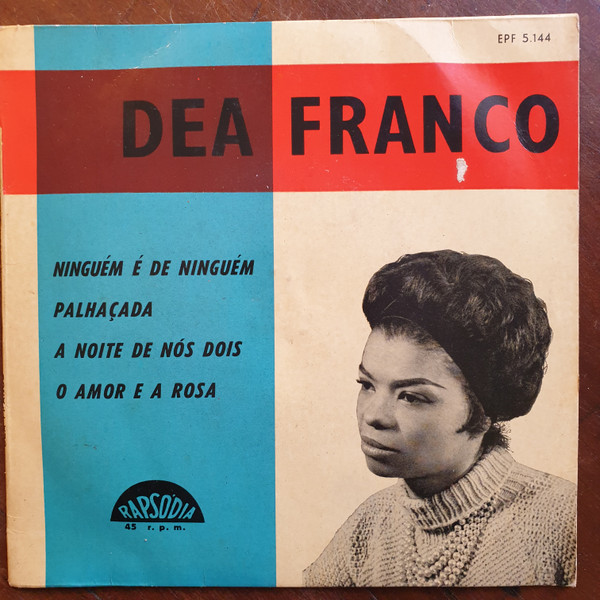 EPF 5.144
DEA FRANCO
NINGUÉM É DE NINGUÉM
PALHAÇADA
A NOITE DE NÓS DOIS
O AMOR E A ROSA
RAPSÓDIA
45 r. p. m.